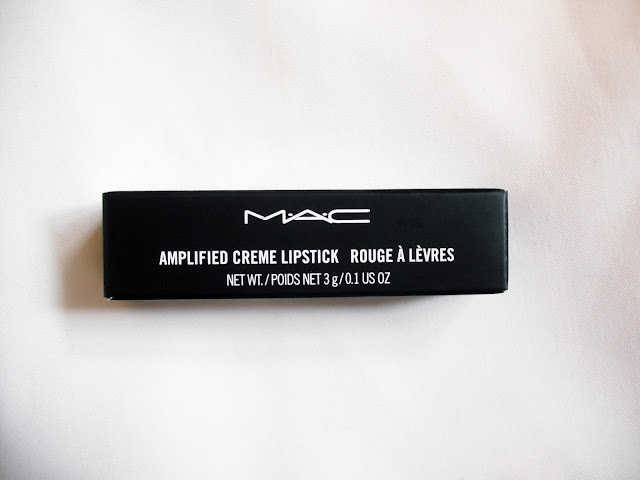 M·A·C
AMPLIFIED CREME LIPSTICK ROUGE À LÈVRES
NET WT./POIDS NET 3 g/0.1 US OZ